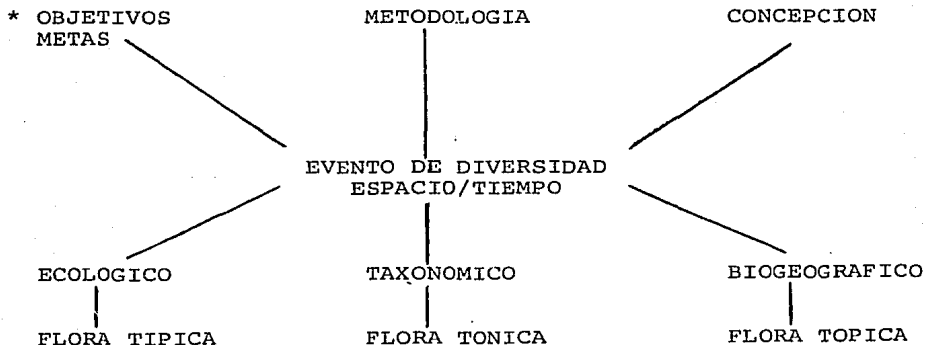 * OBJETIVOS METODOLOGIA CONCEPCION
METAS
EVENTO DE DIVERSIDAD
ESPACIO/TIEMPO
ECOLOGICO TAXONOMICO BIOGEOGRAFICO
FLORA TIPICA FLORA TONICA FLORA TOPICA